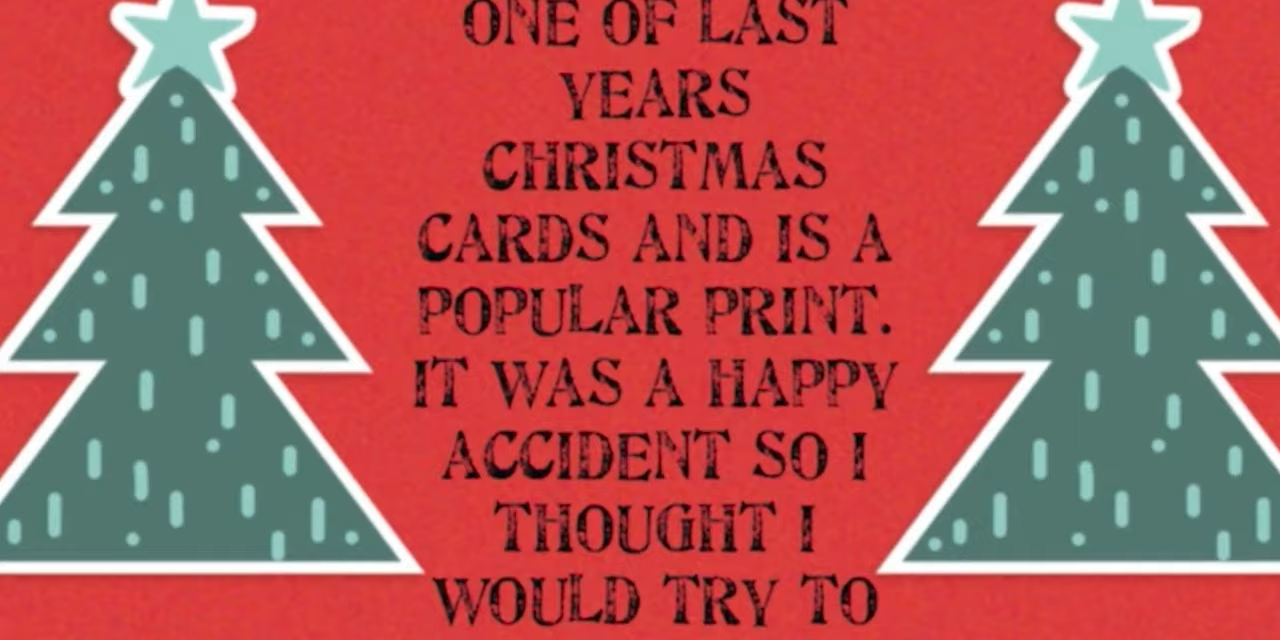 ONE OF LAST
YEARS
CHRISTMAS
CARDS AND IS A
POPULAR PRINT.
IT WAS A HAPPY
ACCIDENT SO I
THOUGHT I
WOULD TRY TO